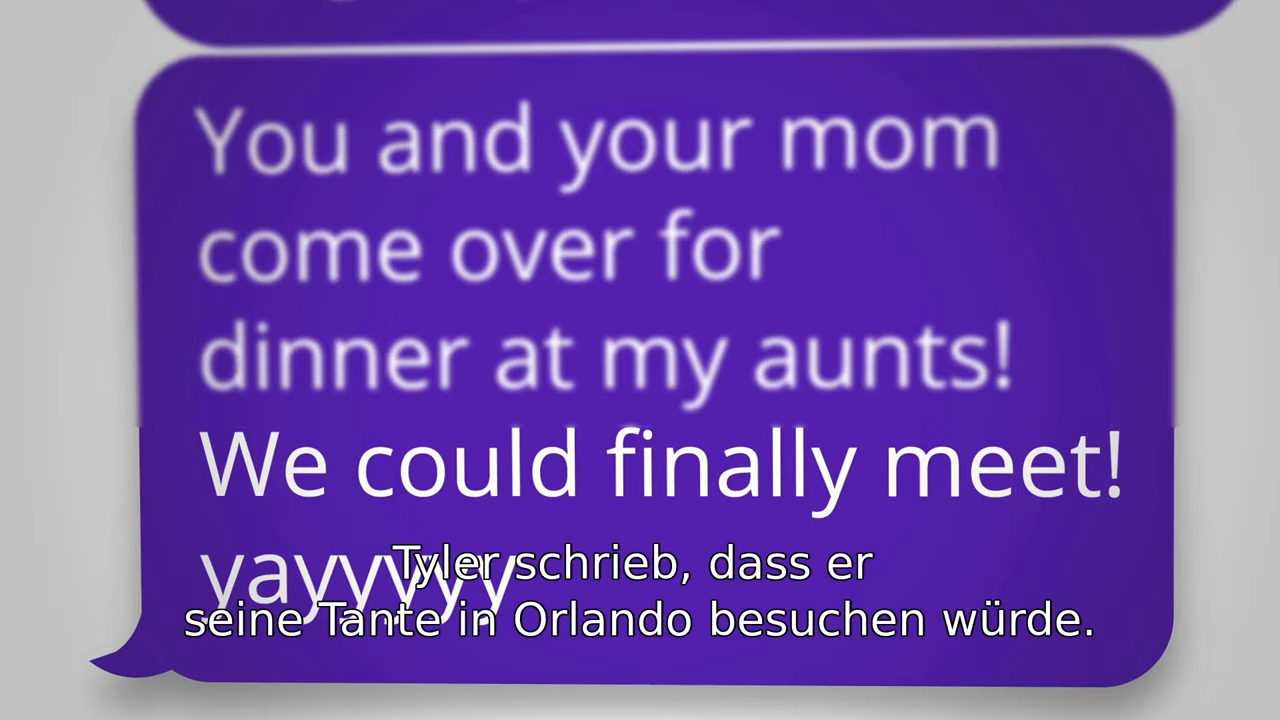 You and your mom
come over for
dinner at my aunts!
We could finally meet!
yayyyyy
Tyler schrieb, dass er
seine Tante in Orlando besuchen würde.